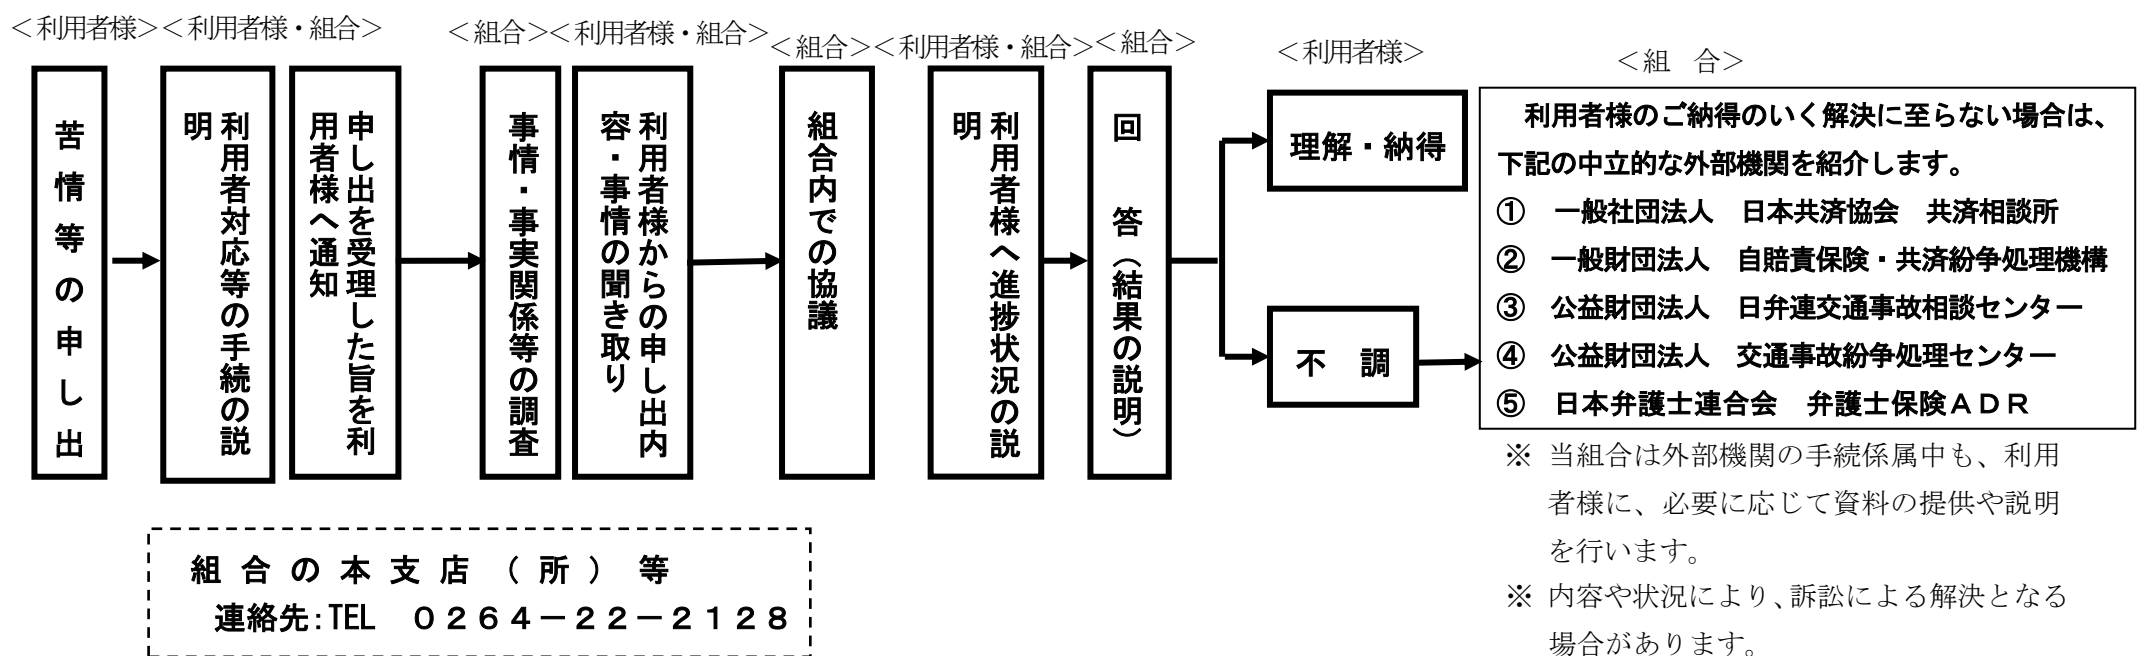 ＜利用者様＞＜利用者様・組合＞
＜組合＞＜利用者様・組合＞
＜組合＞＜利用者様・組合＞＜組合＞
＜利用者様＞
＜組　合＞
苦情等の申し出
利用者対応等の手続の説
明
申し出を受理した旨を利
用者様へ通知
事情・事実関係等の調査
利用者様からの申し出内
容・事情の聞き取り
組合内での協議
利用者様へ進捗状況の説
明
回　答（結果の説明）
理解・納得
不　調
利用者様のご納得のいく解決に至らない場合は、
下記の中立的な外部機関を紹介します。
①　一般社団法人　日本共済協会　共済相談所
②　一般財団法人　自賠責保険・共済紛争処理機構
③　公益財団法人　日弁連交通事故相談センター
④　公益財団法人　交通事故紛争処理センター
⑤　日本弁護士連合会　弁護士保険ＡＤＲ
※ 当組合は外部機関の手続係属中も、利用
者様に、必要に応じて資料の提供や説明
を行います。
※ 内容や状況により、訴訟による解決となる
場合があります。
組合の本支店（所）等
連絡先:TEL　０２６４－２２－２１２８